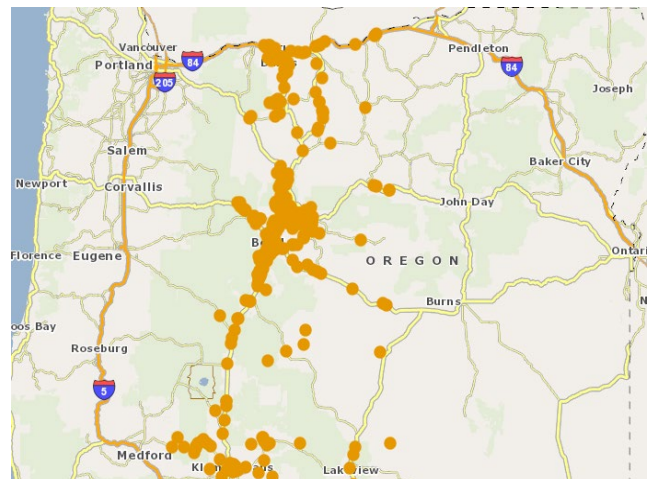 Vancouver
Portland
84
205
Pendleton
84
Joseph
Salem
Baker City
Newport
Corvallis
John Day
Florence
Eugene
OREGON
Ontari
Burns
oos Bay
Roseburg
5
Medford